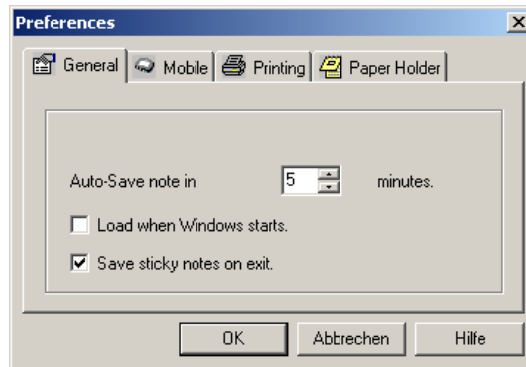 Preferences
General Mobile Printing Paper Holder
Auto-Save note in 5 minutes.
Load when Windows starts.
Save sticky notes on exit.
OK Abbrechen Hilfe